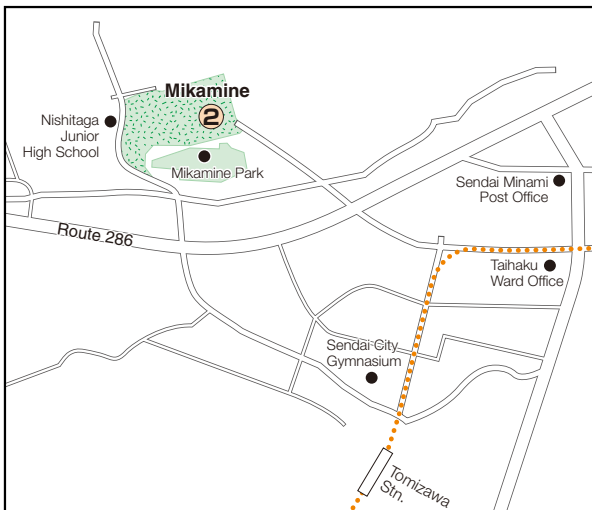 Mikamine
2
Nishitaga
Junior
High School
Mikamine Park
Sendai Minami
Post Office
Route 286
Taihaku
Ward Office
Sendai City
Gymnasium
Tomizawa
Stn.